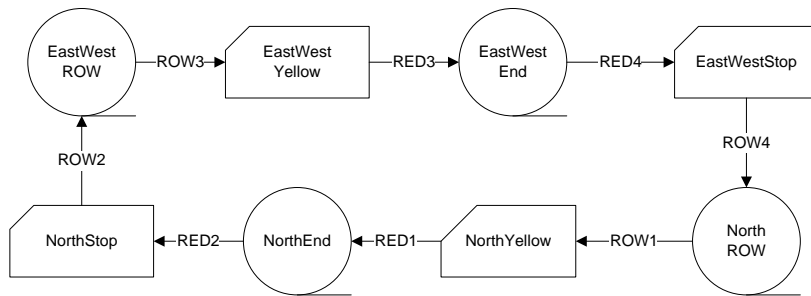 EastWest
ROW
ROW3
EastWest
Yellow
RED3
EastWest
End
RED4
EastWestStop
ROW2
ROW4
NorthStop
RED2
NorthEnd
RED1
NorthYellow
ROW1
North
ROW